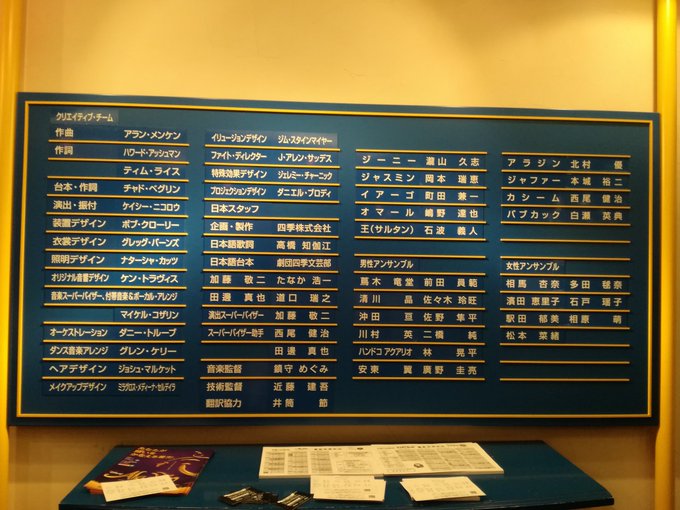 クリエイティブ・チーム
作曲 アラン・メンケン
作詞 ハワード・アッシュマン
ティム・ライス
台本・作詞 チャド・ベグリン
演出・振付 ケイシー・ニコロウ
装置デザイン ボブ・クローリー
衣裳デザイン グレッグ・バーンズ
照明デザイン ナターシャ・カッツ
オリジナル音響デザイン ケン・トラヴィス
音楽スーパーバイザー、付帯音楽&ボーカル・アレンジ
マイケル・コザリン
オーケストレーション ダニー・トループ
ダンス音楽アレンジ グレン・ケリー
ヘアデザイン ジョシュ・マルケット
メイクアップデザイン ミラグロス・メディーナ・セルデイラ
イリュージョンデザイン ジム・スタインマイヤー
ファイト・ディレクター J・アレン・サッデス
特殊効果デザイン ジェレミー・チャーニック
プロジェクションデザイン ダニエル・ブロディ
日本スタッフ
企画・製作 四季株式会社
日本語歌詞 高橋 知伽江
日本語台本 劇団四季文芸部
加藤 敬二 たなか 浩一
田邊 真也 道口 瑞之
演出スーパーバイザー 加藤 敬二
スーパーバイザー助手 西尾 健治
田邊 真也
音楽監督 鎮守 めぐみ
技術監督 近藤 建吾
翻訳協力 井筒 節
ジーニー 瀧山 久志
ジャスミン 岡本 瑞恵
イアーゴ 町田 兼一
オマール 嶋野 達也
王(サルタン) 石波 義人
男性アンサンブル
蔦木 竜堂 前田 員範
清川 晶 佐々木 玲旺
沖田 亘 佐野 隼平
川村 英 二橋 純
ハンドコ アクアリオ 林 晃平
安東 翼 廣野 圭亮
アラジン 北村 優
ジャファー 本城 裕二
カシーム 西尾 健治
バブカック 白瀬 英典
女性アンサンブル
相馬 杏奈 多田 毬奈
濱田 恵里子 石戸 瑠子
駅田 郁美 相原 萌
松本 菜緒